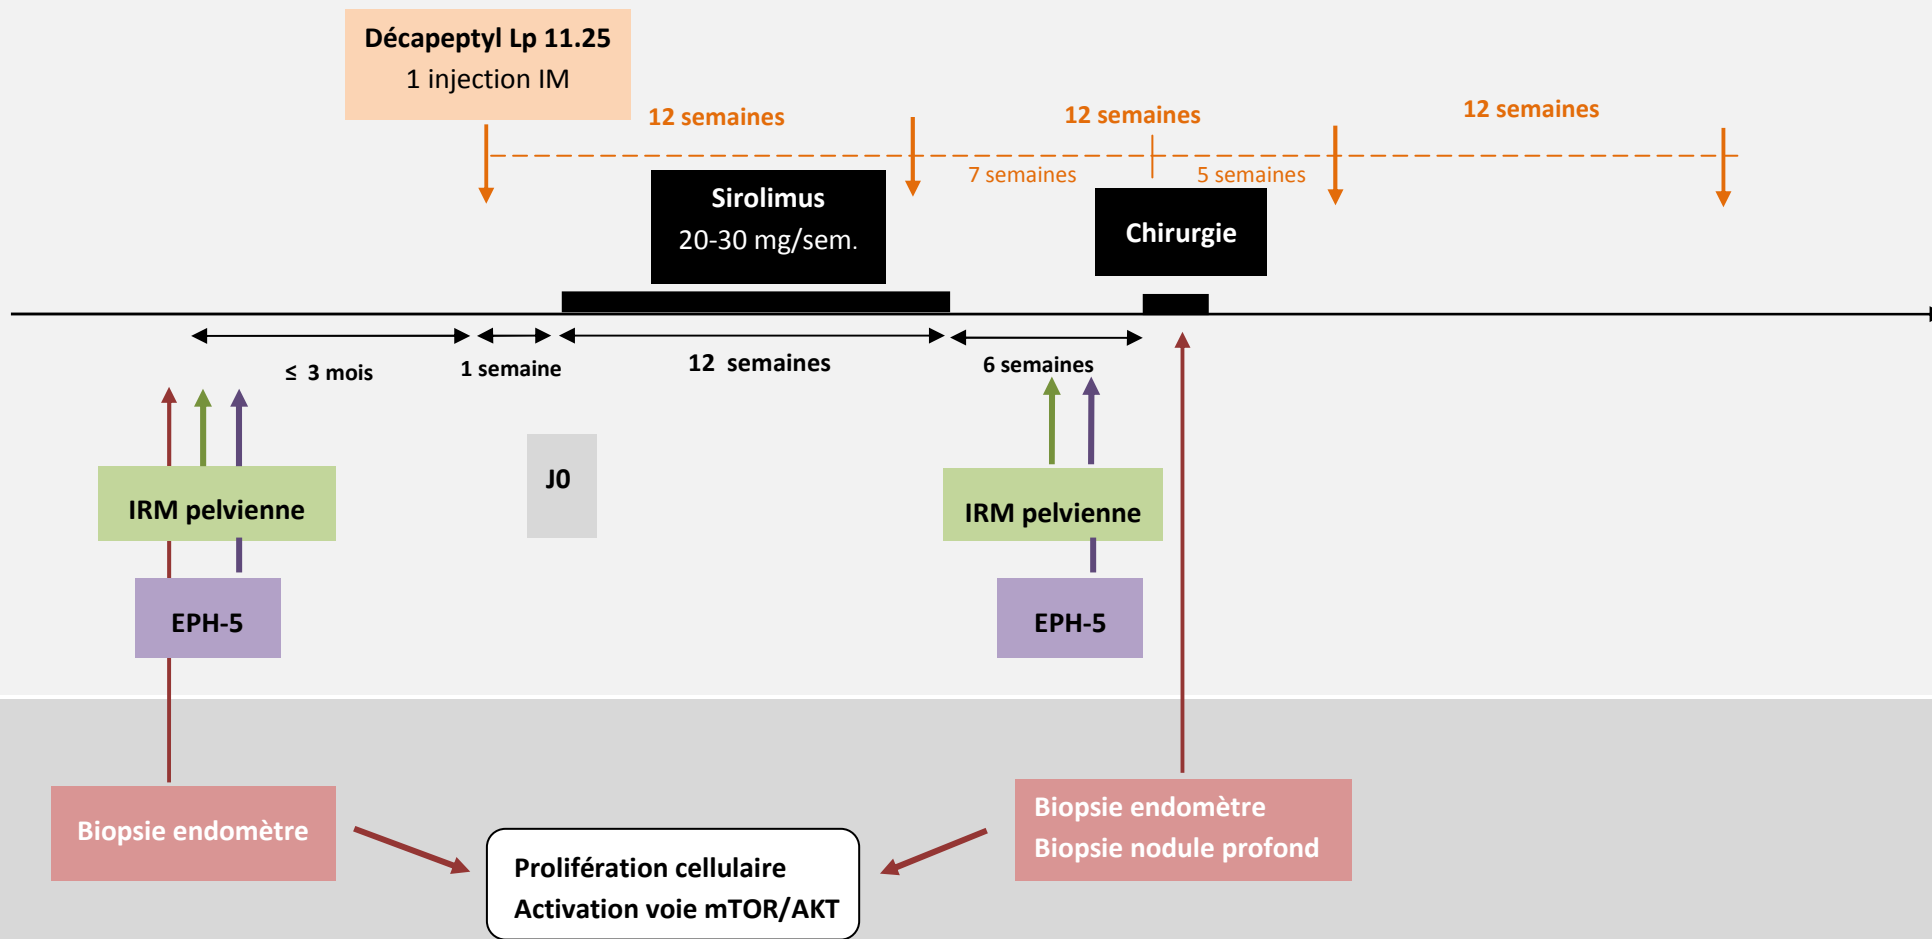 Décapeptyl Lp 11.25
1 injection IM
12 semaines
12 semaines
12 semaines
7 semaines
5 semaines
Sirolimus
20-30 mg/sem.
Chirurgie
≤ 3 mois
1 semaine
12 semaines
6 semaines
J0
IRM pelvienne
IRM pelvienne
EPH-5
EPH-5
Biopsie endomètre
Biopsie endomètre
Biopsie nodule profond
Prolifération cellulaire
Activation voie mTOR/AKT